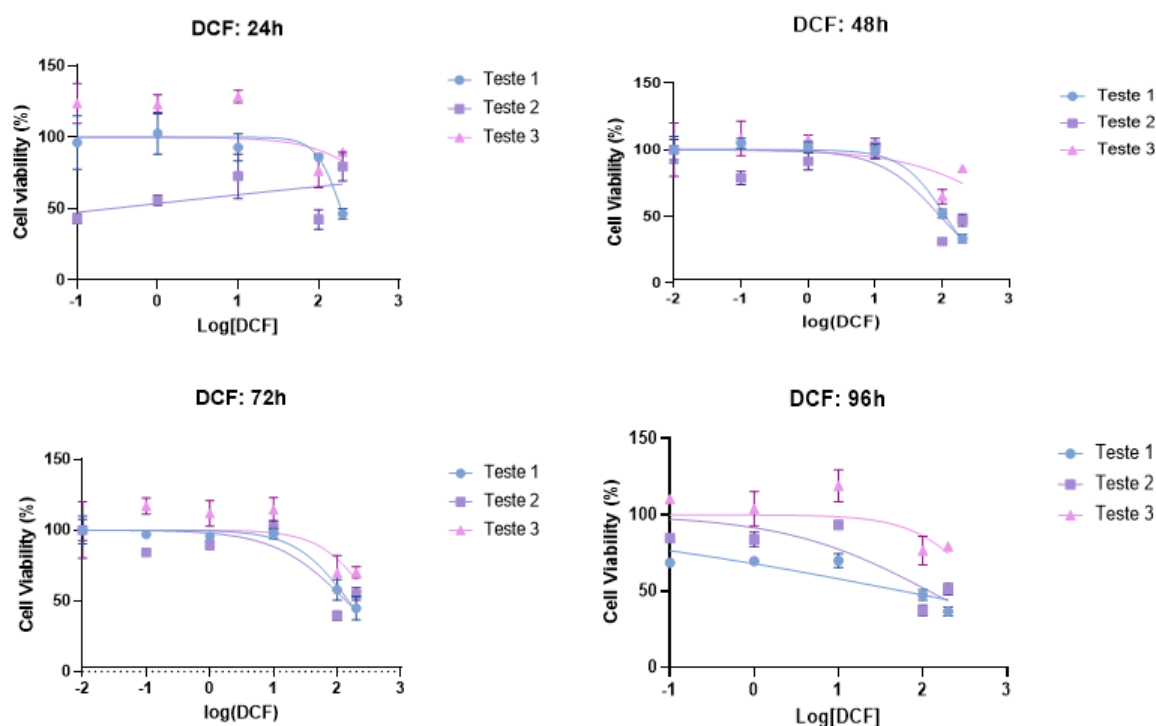 DCF: 24h
Cell viability (%)
150
100
50
0
-1
0
1
2
3
Log[DCF]
Teste 1
Teste 2
Teste 3
DCF: 48h
Cell Viability (%)
150
100
50
0
-2
-1
0
1
2
3
log(DCF)
Teste 1
Teste 2
Teste 3
DCF: 72h
Cell Viability (%)
150
100
50
0
-2
-1
0
1
2
3
log(DCF)
Teste 1
Teste 2
Teste 3
DCF: 96h
Cell Viability (%)
150
100
50
0
-1
0
1
2
3
Log[DCF]
Teste 1
Teste 2
Teste 3